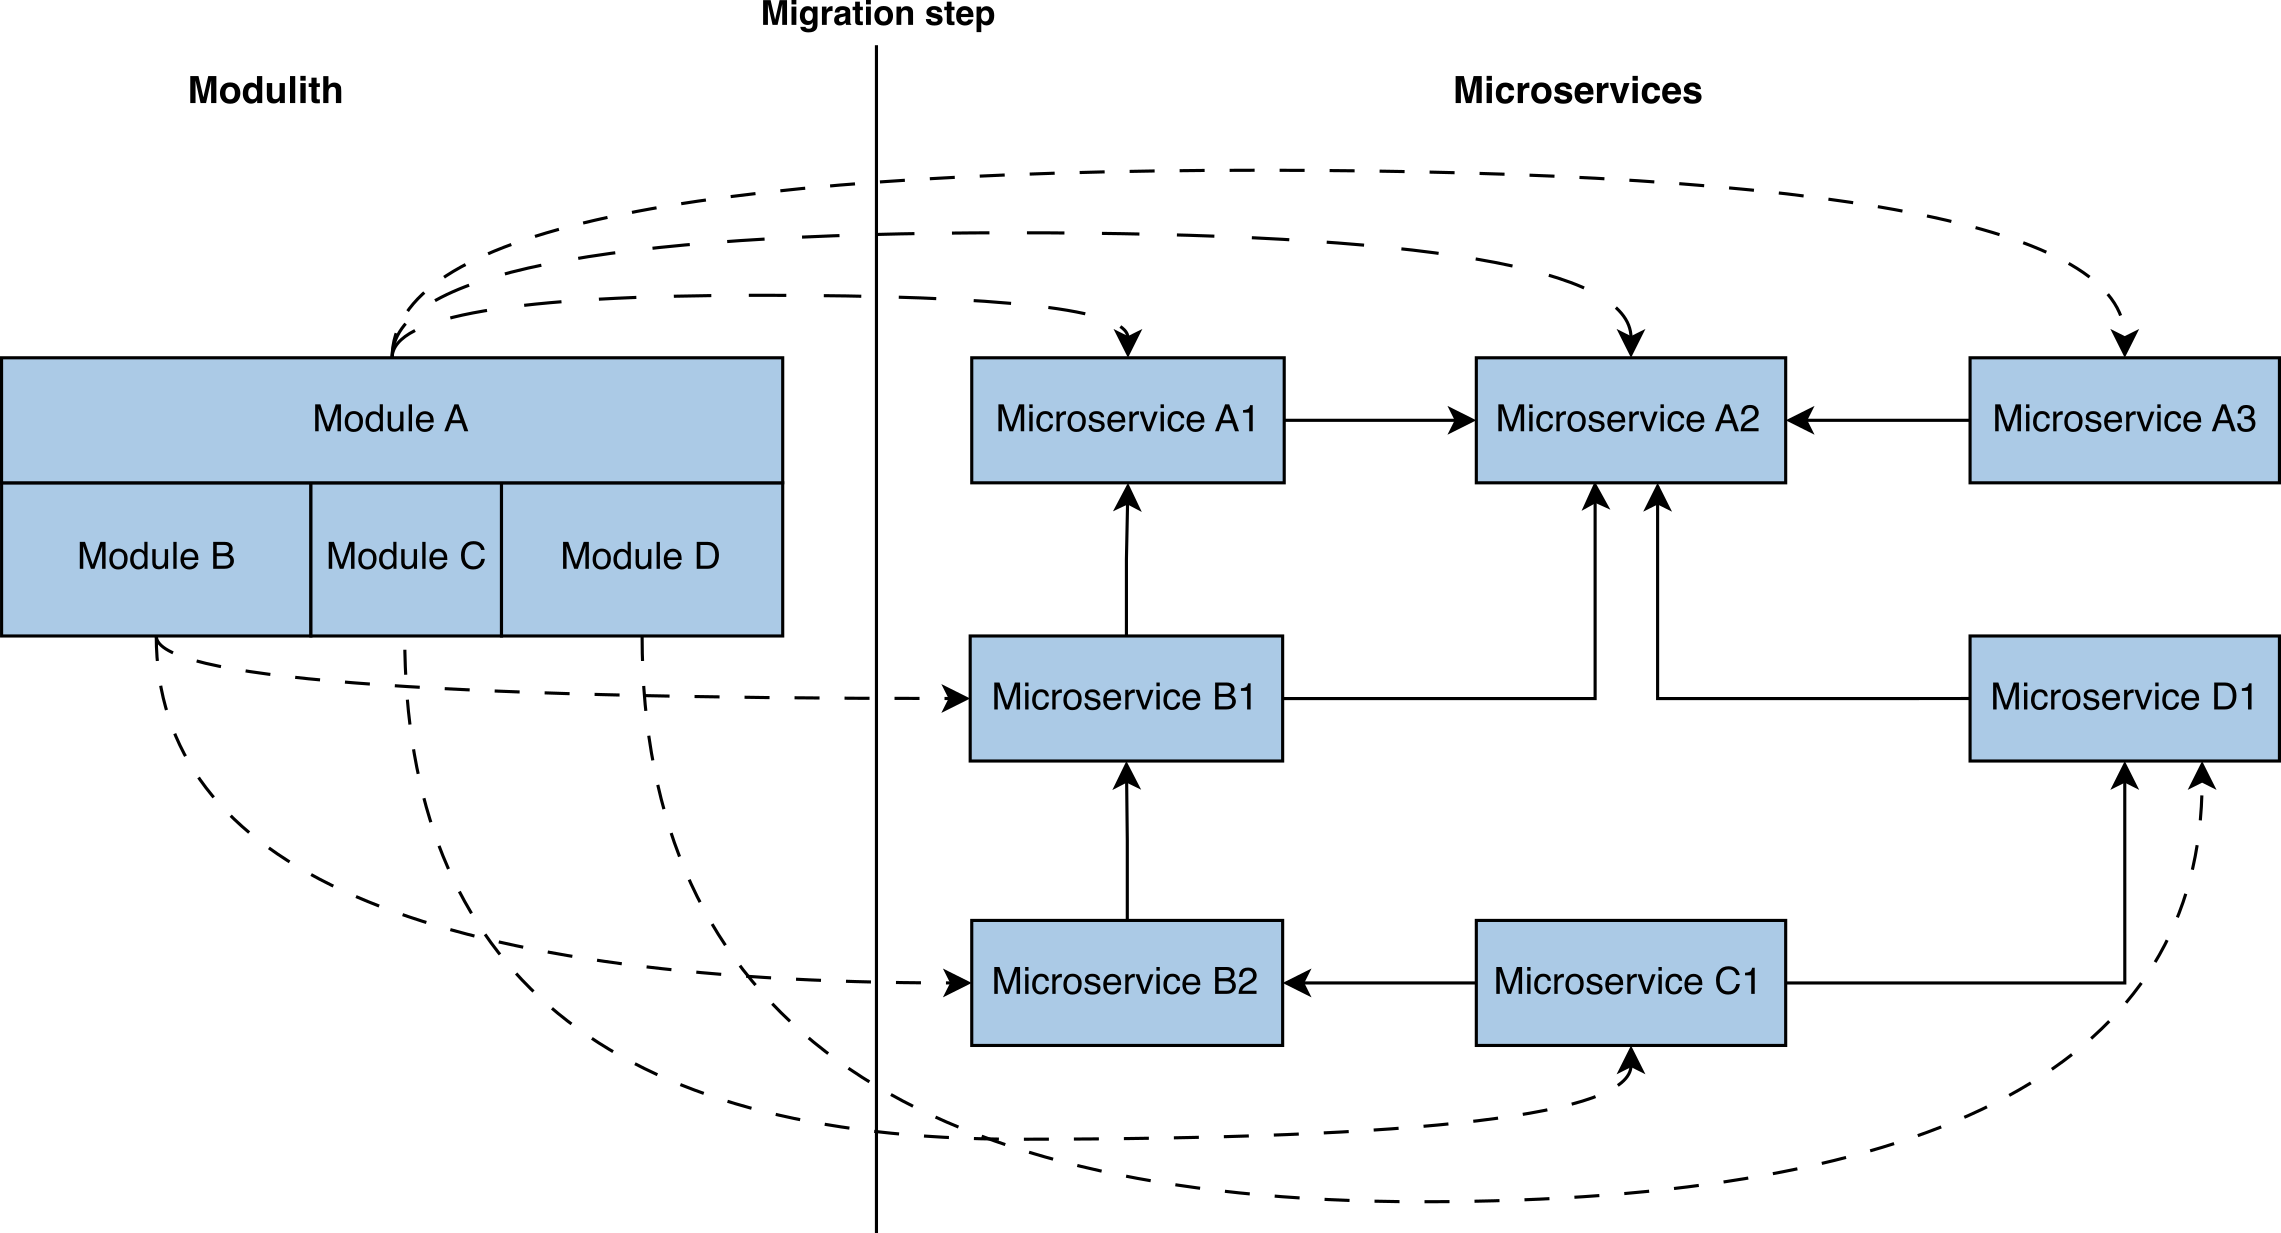 Migration step
Modulith
Microservices
Module A
Microservice A1
Microservice A2
Microservice A3
Module B
Module C
Module D
Microservice B1
Microservice D1
Microservice B2
Microservice C1